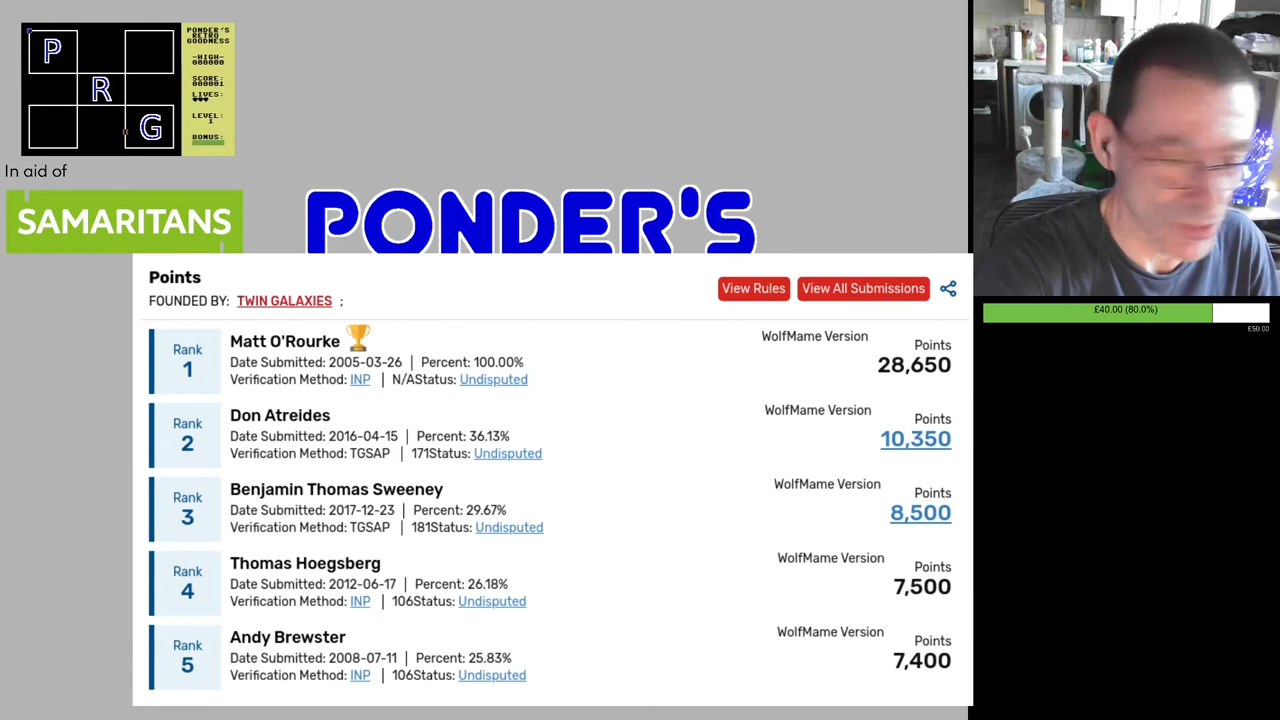 P
R
G
PONDER'S
RETRO
GOODNESS
-HIGH-
000000
SCORE:
000001
LIVES:
♥♥♥
LEVEL:
1
BONUS:
In aid of
SAMARITANS
PONDER'S
£40.00 (80.0%)
£50.00
Points
FOUNDED BY: TWIN GALAXIES ;
View Rules
View All Submissions
Rank
1
Matt O'Rourke
Date Submitted: 2005-03-26 | Percent: 100.00%
Verification Method: INP | N/AStatus: Undisputed
WolfMame Version
Points
28,650
Rank
2
Don Atreides
Date Submitted: 2016-04-15 | Percent: 36.13%
Verification Method: TGSAP | 171Status: Undisputed
WolfMame Version
Points
10,350
Rank
3
Benjamin Thomas Sweeney
Date Submitted: 2017-12-23 | Percent: 29.67%
Verification Method: TGSAP | 181Status: Undisputed
WolfMame Version
Points
8,500
Rank
4
Thomas Hoegsberg
Date Submitted: 2012-06-17 | Percent: 26.18%
Verification Method: INP | 106Status: Undisputed
WolfMame Version
Points
7,500
Rank
5
Andy Brewster
Date Submitted: 2008-07-11 | Percent: 25.83%
Verification Method: INP | 106Status: Undisputed
WolfMame Version
Points
7,400